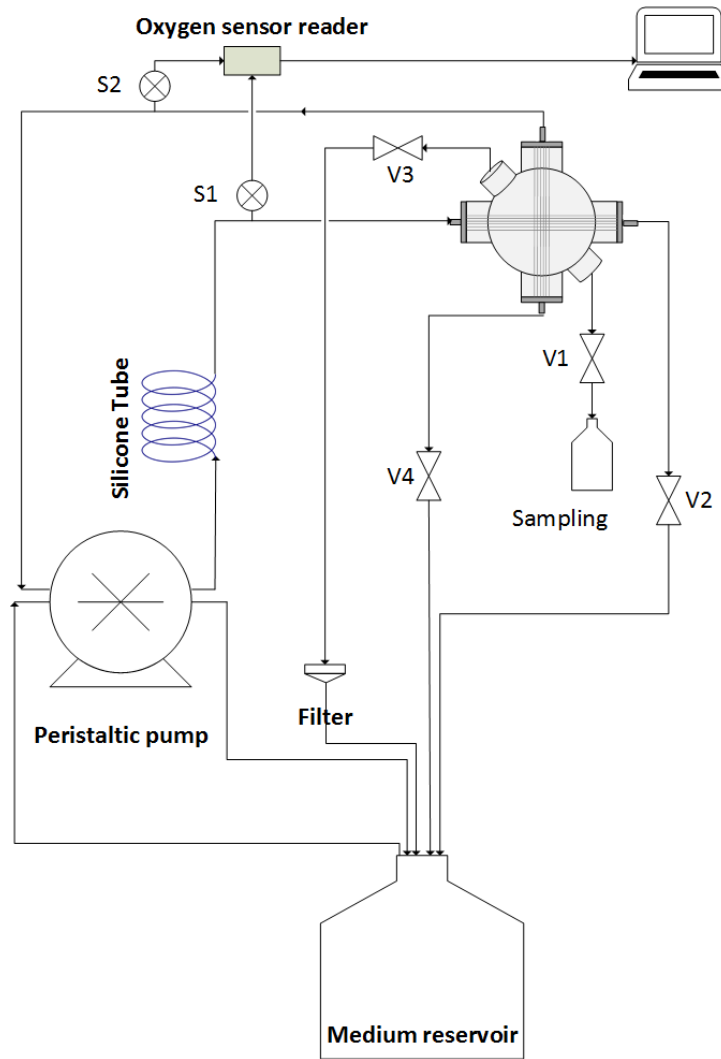 Oxygen sensor reader
S2
V3
S1
V1
Silicone Tube
V4
V2
Sampling
Filter
Peristaltic pump
Medium reservoir